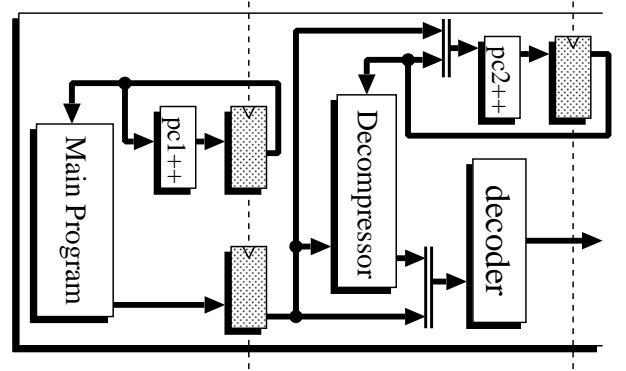 Main Program
pc1++
Decompressor
pc2++
decoder